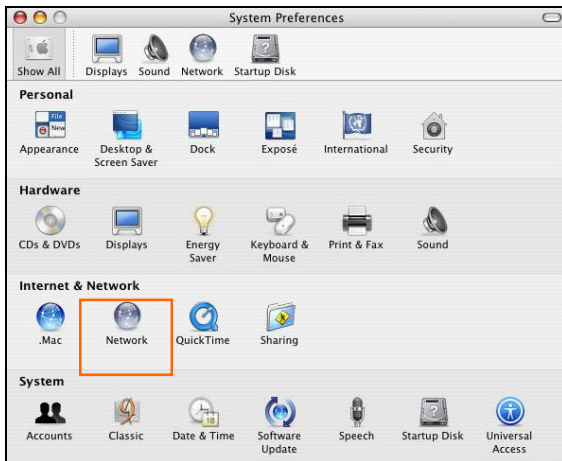 System Preferences
Show All Displays Sound Network Startup Disk
Personal
File
New
Appearance Desktop & Screen Saver Dock Exposé International Security
Hardware
CDs & DVDs Displays Energy Saver Keyboard & Mouse Print & Fax Sound
Internet & Network
.Mac Network QuickTime Sharing
System
18
Accounts Classic Date & Time Software Update Speech Startup Disk Universal Access